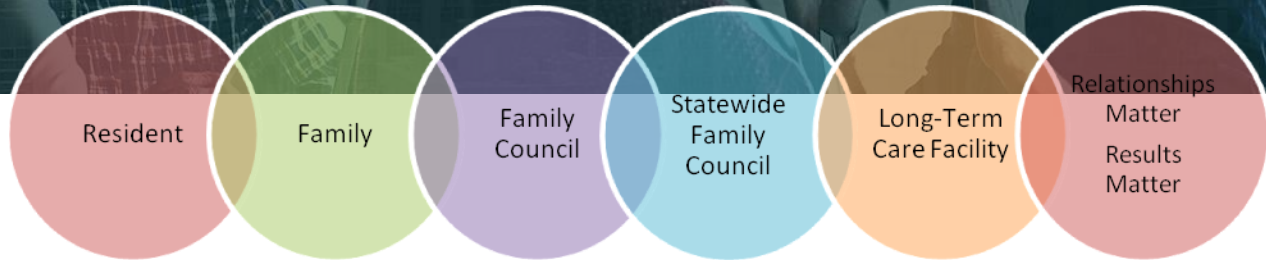 Resident
Family
Family
Council
Statewide
Family
Council
Long-Term
Care Facility
Relationships
Matter
Results
Matter